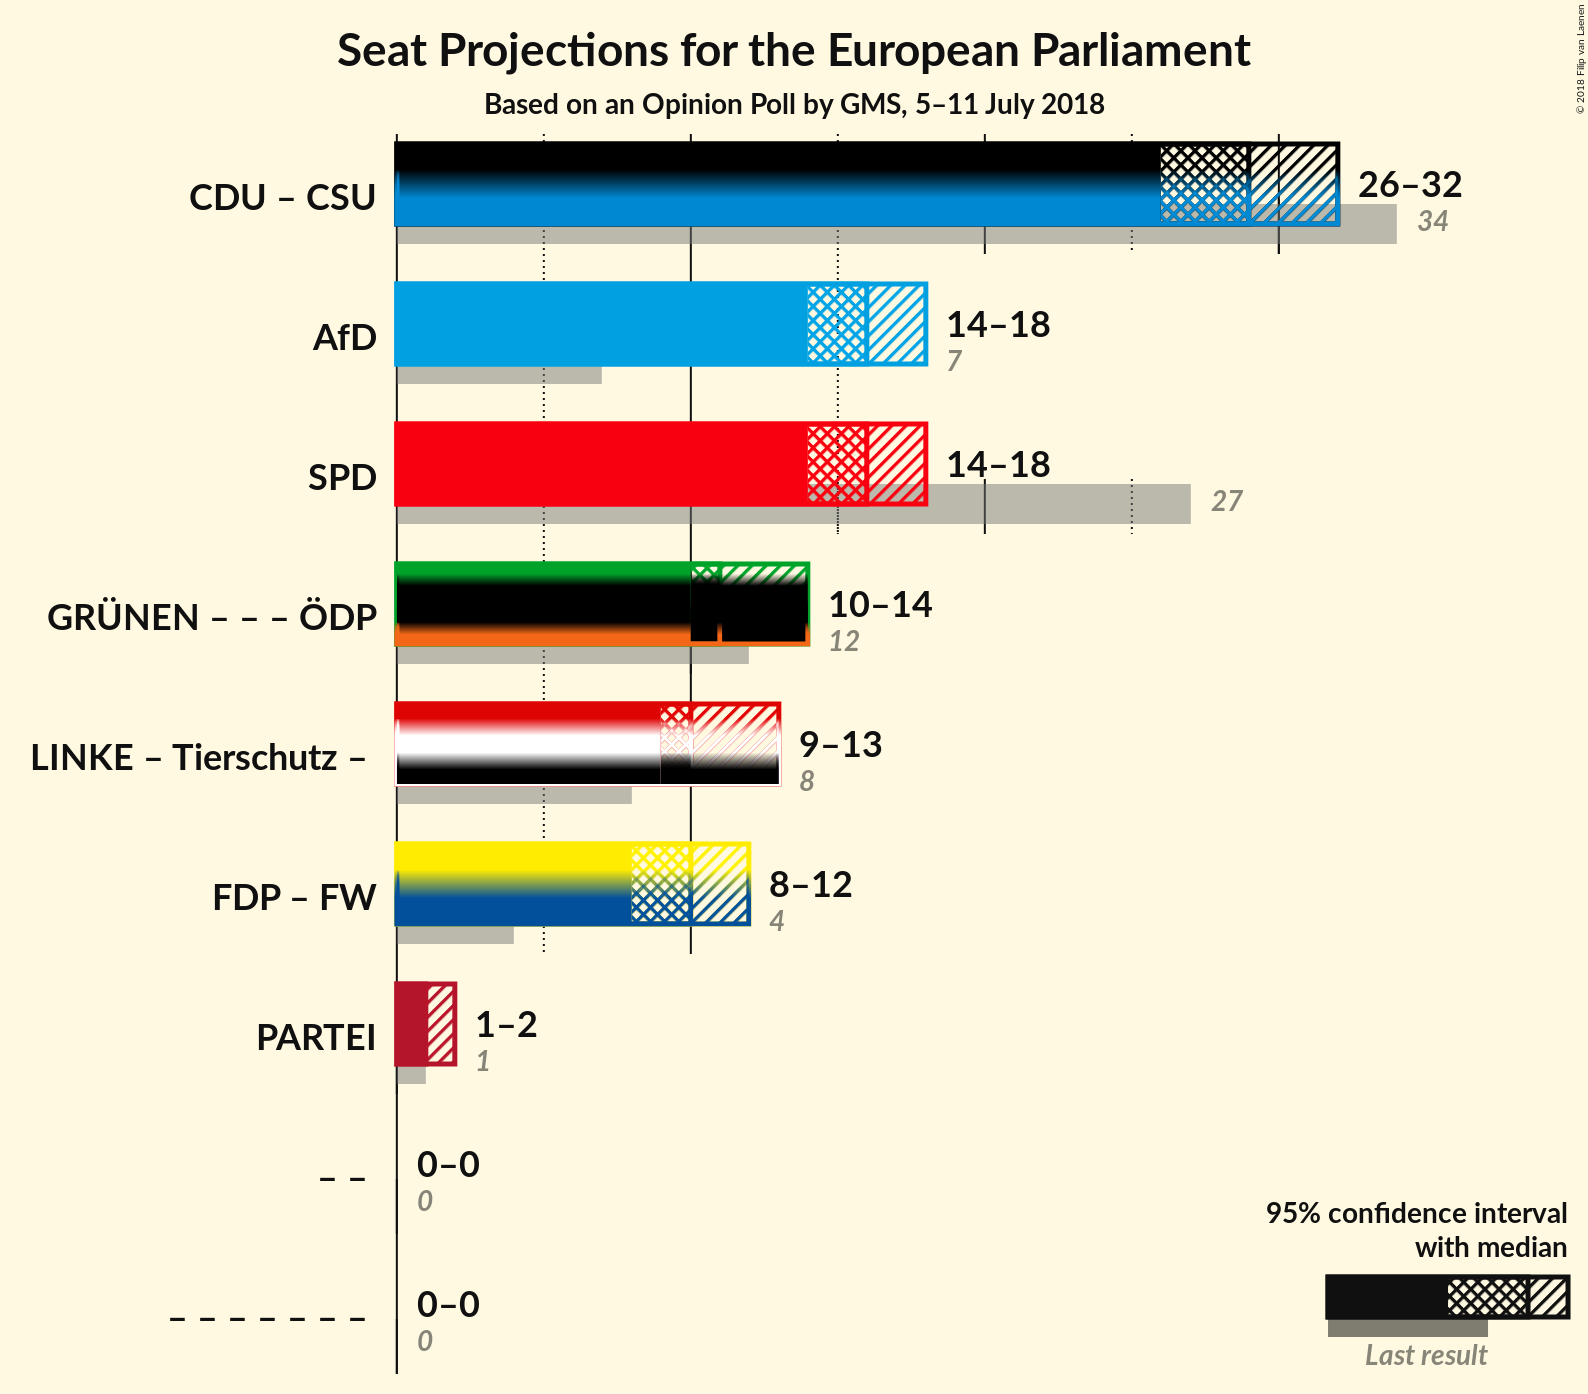 Seat Projections for the European Parliament
Based on an Opinion Poll by GMS, 5–11 July 2018
© 2018 Filip van Laenen
CDU – CSU
26–32
34
AfD
14–18
7
SPD
14–18
27
GRÜNEN – – – ÖDP
10–14
12
LINKE – Tierschutz –
9–13
8
FDP – FW
8–12
4
PARTEI
1–2
1
– –
0–0
0
– – – – – – –
0–0
0
95% confidence interval
with median
Last result